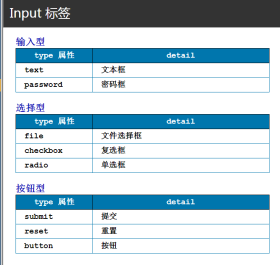 Input 标签
输入型
type 属性 detail
text 文本框
password 密码框
选择型
type 属性 detail
file 文件选择框
checkbox 复选框
radio 单选框
按钮型
type 属性 detail
submit 提交
reset 重置
button 按钮